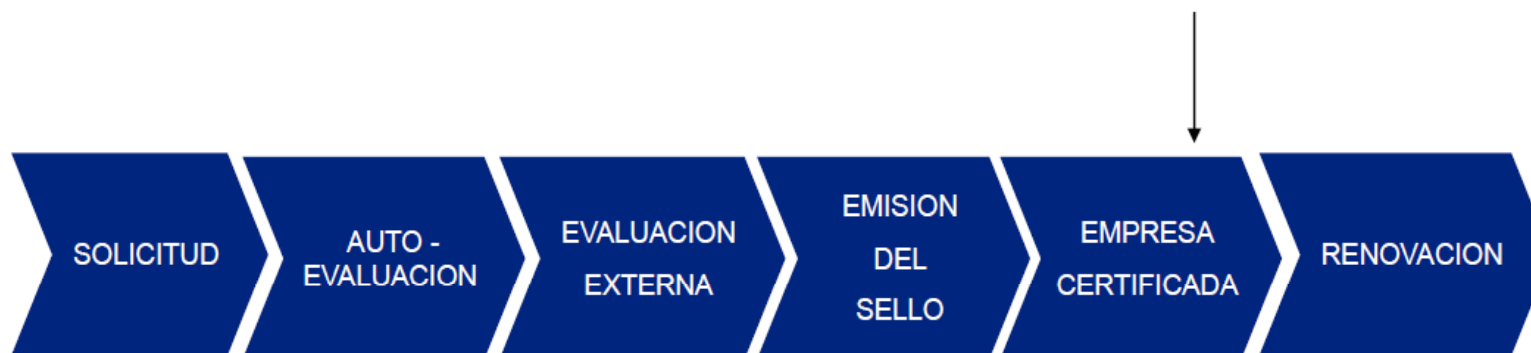 SOLICITUD
AUTO -
EVALUACION
EVALUACION
EXTERNA
EMISION
DEL
SELLO
EMPRESA
CERTIFICADA
RENOVACION